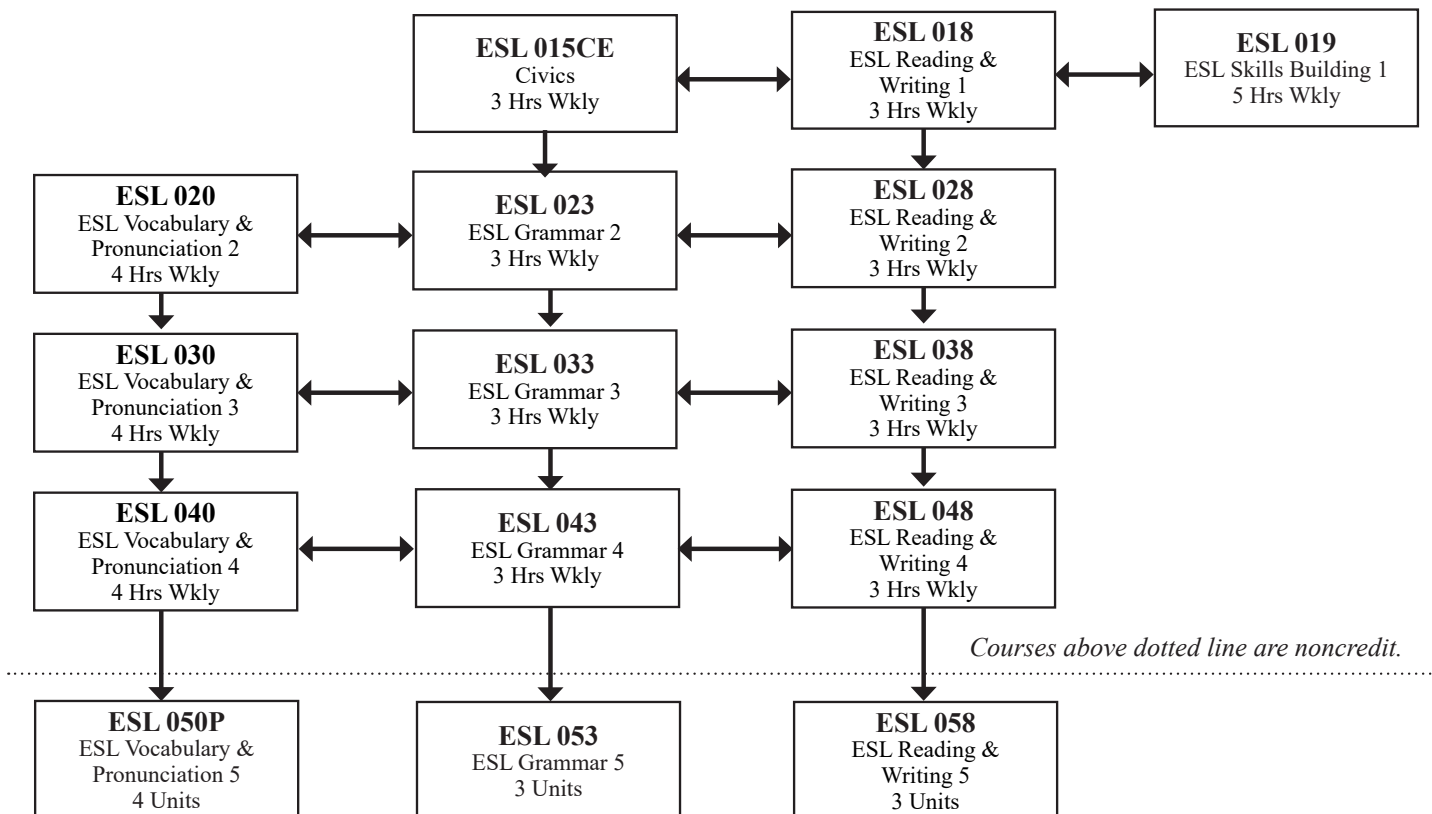 ESL 015CE
Civics
3 Hrs Wkly
ESL 018
ESL Reading &
Writing 1
3 Hrs Wkly
ESL 019
ESL Skills Building 1
5 Hrs Wkly
ESL 020
ESL Vocabulary &
Pronunciation 2
4 Hrs Wkly
ESL 023
ESL Grammar 2
3 Hrs Wkly
ESL 028
ESL Reading &
Writing 2
3 Hrs Wkly
ESL 030
ESL Vocabulary &
Pronunciation 3
4 Hrs Wkly
ESL 033
ESL Grammar 3
3 Hrs Wkly
ESL 038
ESL Reading &
Writing 3
3 Hrs Wkly
ESL 040
ESL Vocabulary &
Pronunciation 4
4 Hrs Wkly
ESL 043
ESL Grammar 4
3 Hrs Wkly
ESL 048
ESL Reading &
Writing 4
3 Hrs Wkly
Courses above dotted line are noncredit.
ESL 050P
ESL Vocabulary &
Pronunciation 5
4 Units
ESL 053
ESL Grammar 5
3 Units
ESL 058
ESL Reading &
Writing 5
3 Units